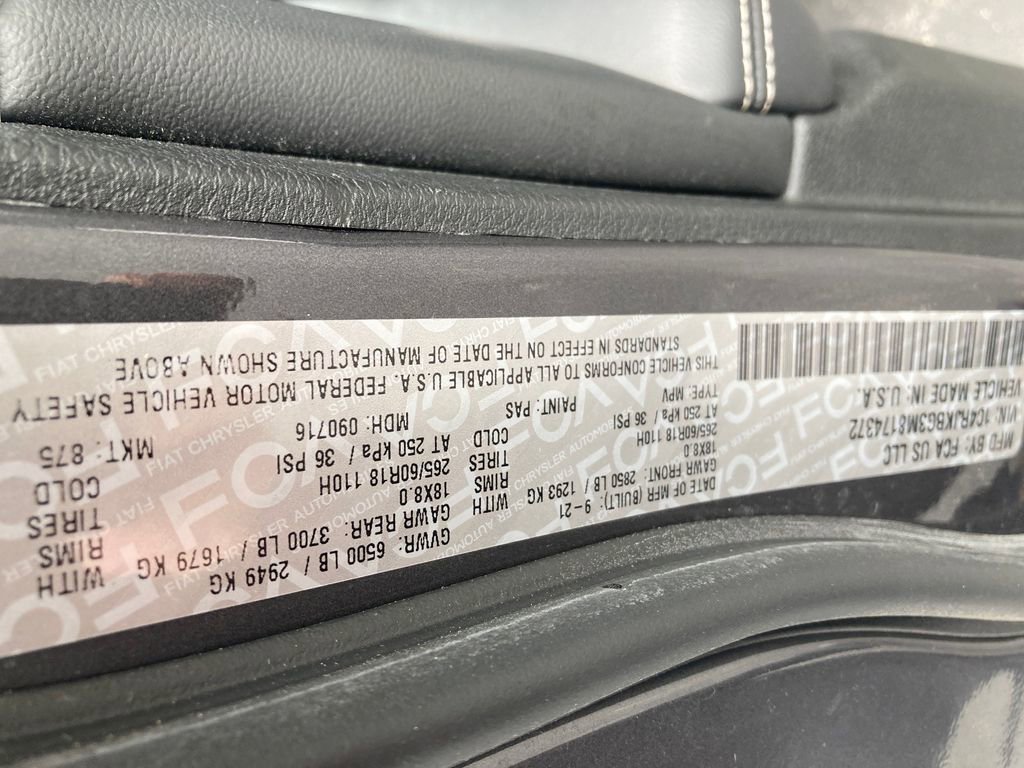 MFD BY: FCA US LLC
DATE OF MFR (BUILT): 9-21
GVWR: 6500 LB / 2949 KG
GAWR FRONT: 2850 LB / 1293 KG
WITH
GAWR REAR: 3700 LB / 1679 KG
WITH
18X8.0
RIMS
18X8.0
RIMS
265/60R18 110H
TIRES
265/60R18 110H
TIRES
AT 250 kPa / 36 PSI
COLD
AT 250 kPa / 36 PSI
COLD
VIN: 1C4RJKBG3M8174372
TYPE: MPV
PAINT: PAS
MDH: 090716
MKT: 875
VEHICLE MADE IN: U.S.A.
THIS VEHICLE CONFORMS TO ALL APPLICABLE U.S.A. FEDERAL MOTOR VEHICLE SAFETY
STANDARDS IN EFFECT ON THE DATE OF MANUFACTURE SHOWN ABOVE
FCA
FIAT CHRYSLER AUTOMOBILES